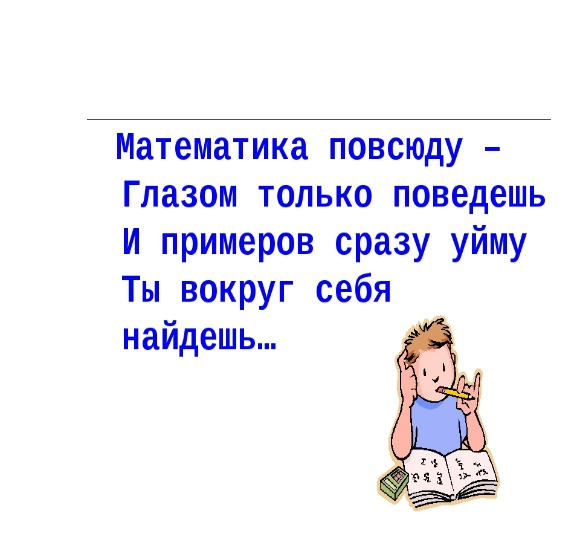 Математика повсюду –
Глазом только поведешь
И примеров сразу уйму
Ты вокруг себя
найдешь…